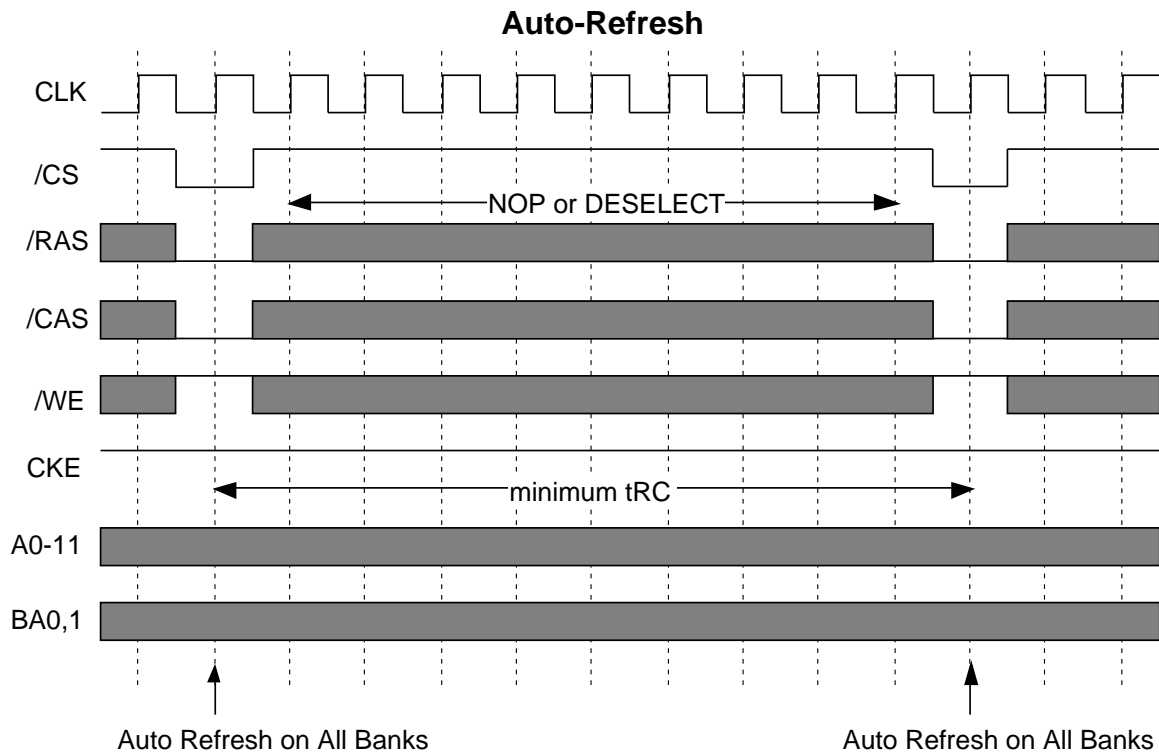 Auto-Refresh
CLK
/CS
NOP or DESELECT
/RAS
/CAS
/WE
CKE
minimum tRC
A0-11
BA0,1
Auto Refresh on All Banks
Auto Refresh on All Banks